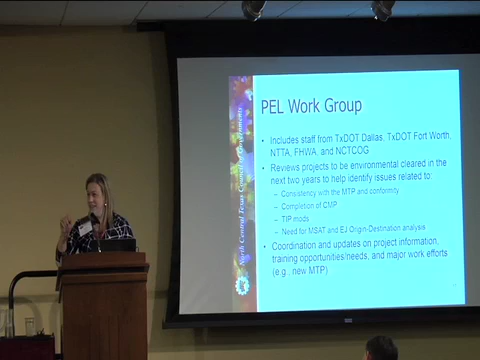 PEL Work Group
• Includes staff from TxDOT Dallas, TxDOT Fort Worth,
NTTA, FHWA, and NCTCOG
• Reviews projects to be environmental cleared in the
next two years to help identify issues related to:
– Consistency with the MTP and conformity
– Completion of CMP
– TIP mods
– Need for MSAT and EJ Origin-Destination analysis
• Coordination and updates on project information,
training opportunities/needs, and major work efforts
(e.g., new MTP)
North Central Texas Council of Governments